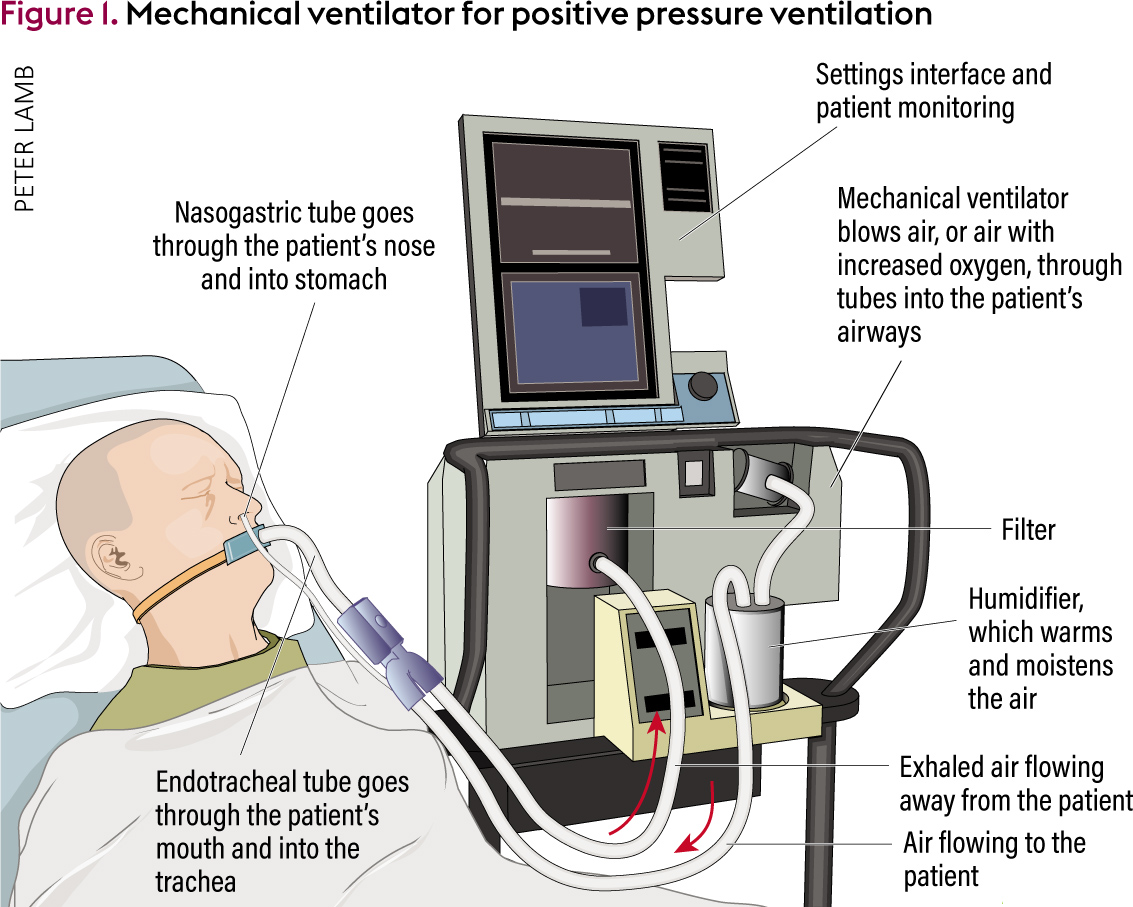 Figure 1. Mechanical ventilator for positive pressure ventilation
PETER LAMB
Settings interface and
patient monitoring
Nasogastric tube goes
through the patient’s nose
and into stomach
Mechanical ventilator
blows air, or air with
increased oxygen, through
tubes into the patient’s
airways
Filter
Humidifier,
which warms
and moistens
the air
Endotracheal tube goes
through the patient’s
mouth and into the
trachea
Exhaled air flowing
away from the patient
Air flowing to the
patient